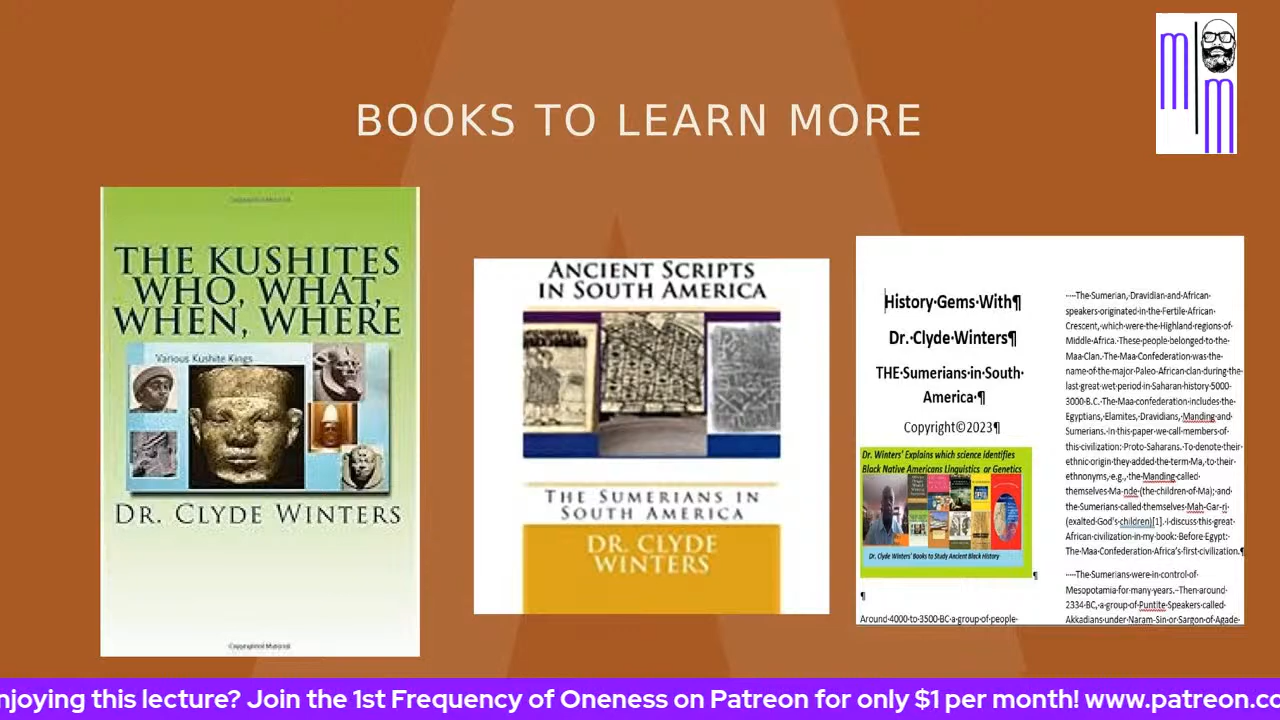 BOOKS TO LEARN MORE
m
m
THE KUSHITES
WHO, WHAT,
WHEN, WHERE
Various Kushite Kings
DR. CLYDE WINTERS
Copyrighted Material
ANCIENT SCRIPTS
IN SOUTH AMERICA
THE SUMERIANS IN
SOUTH AMERICA
DR. CLYDE
WINTERS
History·Gems·With¶
Dr.·Clyde·Winters¶
THE·Sumerians·in·South·
America·¶
Copyright©2023¶
Dr. Winters' Explains which science identifies
Black Native Americans Linguistics or Genetics
Dr. Clyde Winters' Books to Study Ancient Black History
¶
¶
Around·4000·to·3500·BC·a·group·of·people·
····The·Sumerian,·Dravidian·and·African·
speakers·originated·in·the·Fertile·African·
Crescent,·which·were·the·Highland·regions·of·
Middle·Africa.·These·people·belonged·to·the·
Maa·Clan.·The·Maa·Confederation·was·the·
name·of·the·major·Paleo-African·clan·during·the·
last·great·wet·period·in·Saharan·history·5000-
3000·B.C.·The·Maa·confederation·includes·the·
Egyptians,·Elamites,·Dravidians,·Manding·and·
Sumerians.·In·this·paper·we·call·members·of·
this·civilization:·Proto-Saharans.·To·denote·their·
ethnic·origin·they·added·the·term·Ma,·to·their·
ethnonyms,·e.g.,·the·Manding·called·
themselves·Ma-nde·(the·children·of·Ma);·and·
the·Sumerians·called·themselves·Mah-Gar-ri·
(exalted·God's·children)[1].·I·discuss·this·great·
African·civilization·in·my·book:·Before·Egypt:·
The·Maa·Confederation·Africa's·first·civilization.¶
····The·Sumerians·were·in·control·of·
Mesopotamia·for·many·years.··Then·around·
2334·BC,·a·group·of·Puntite·Speakers·called·
Akkadians·under·Naram-Sin·or·Sargon·of·Agade·
njoying this lecture? Join the 1st Frequency of Oneness on Patreon for only $1 per month! www.patreon.co